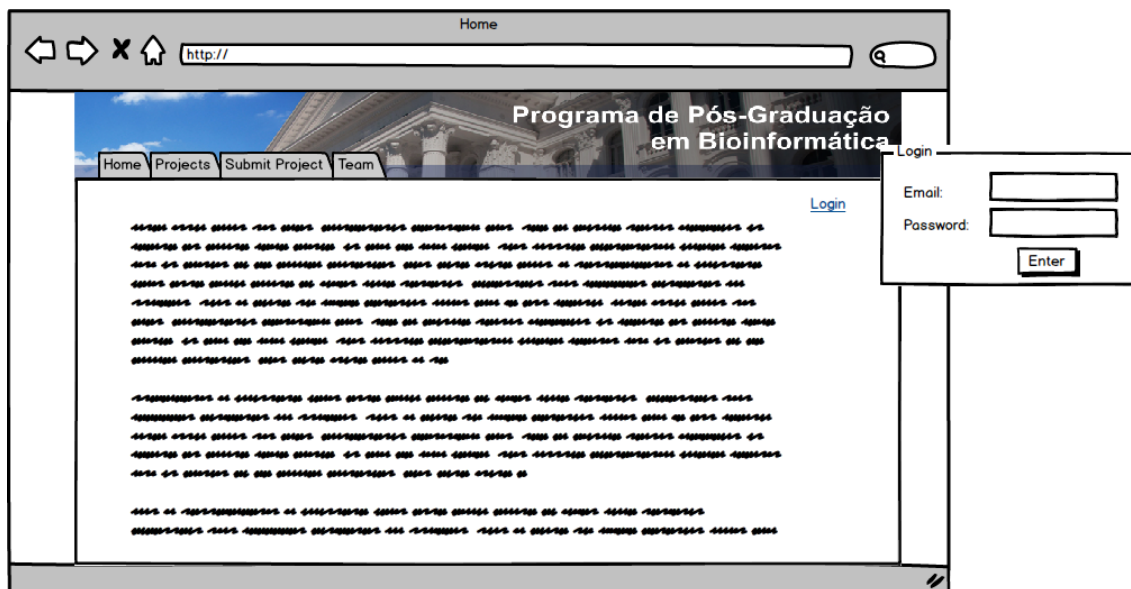 Home
http://
Programa de Pós-Graduação
em Bioinformática
Home Projects Submit Project Team
Login
Login
Email:
Password:
Enter